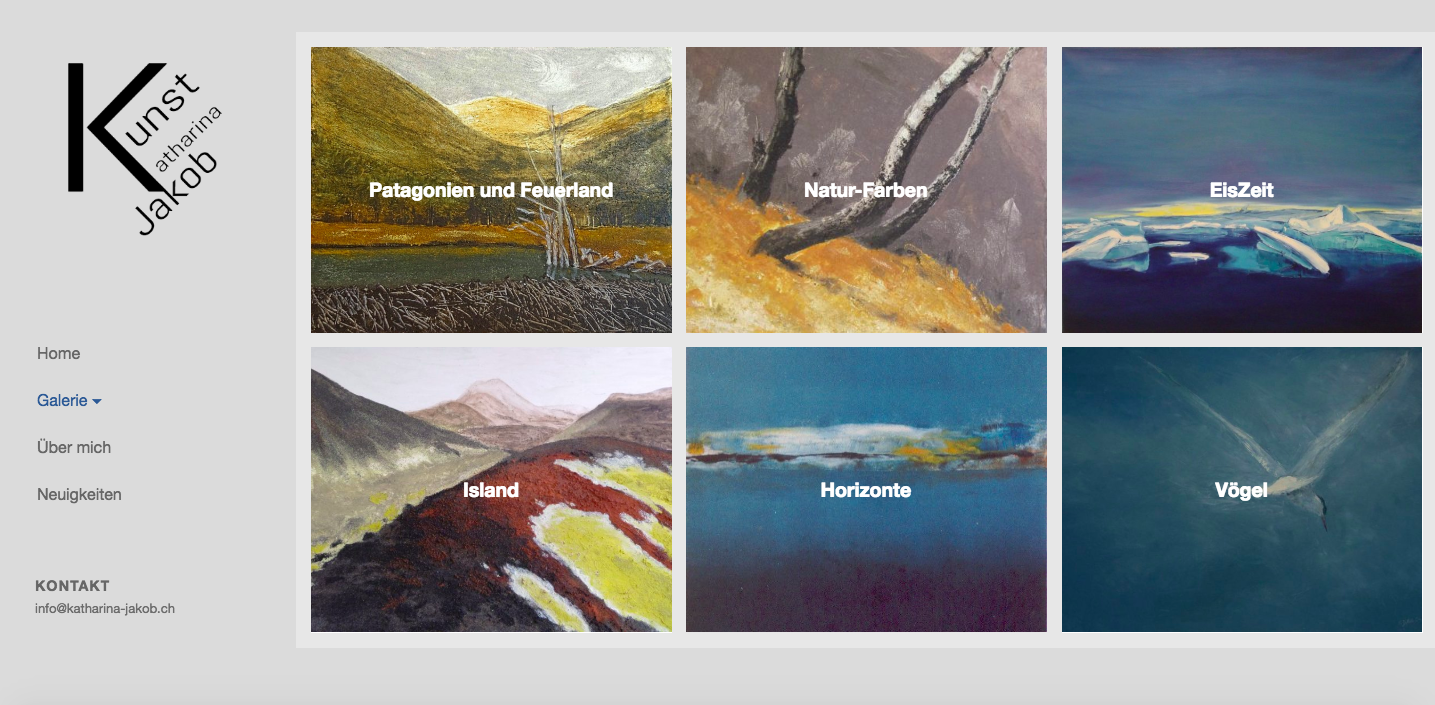 Kunst
Katharina
Jakob
Home
Galerie
Über mich
Neuigkeiten
KONTAKT
info@katharina-jakob.ch
Patagonien und Feuerland
Natur-Farben
EisZeit
Island
Horizonte
Vögel